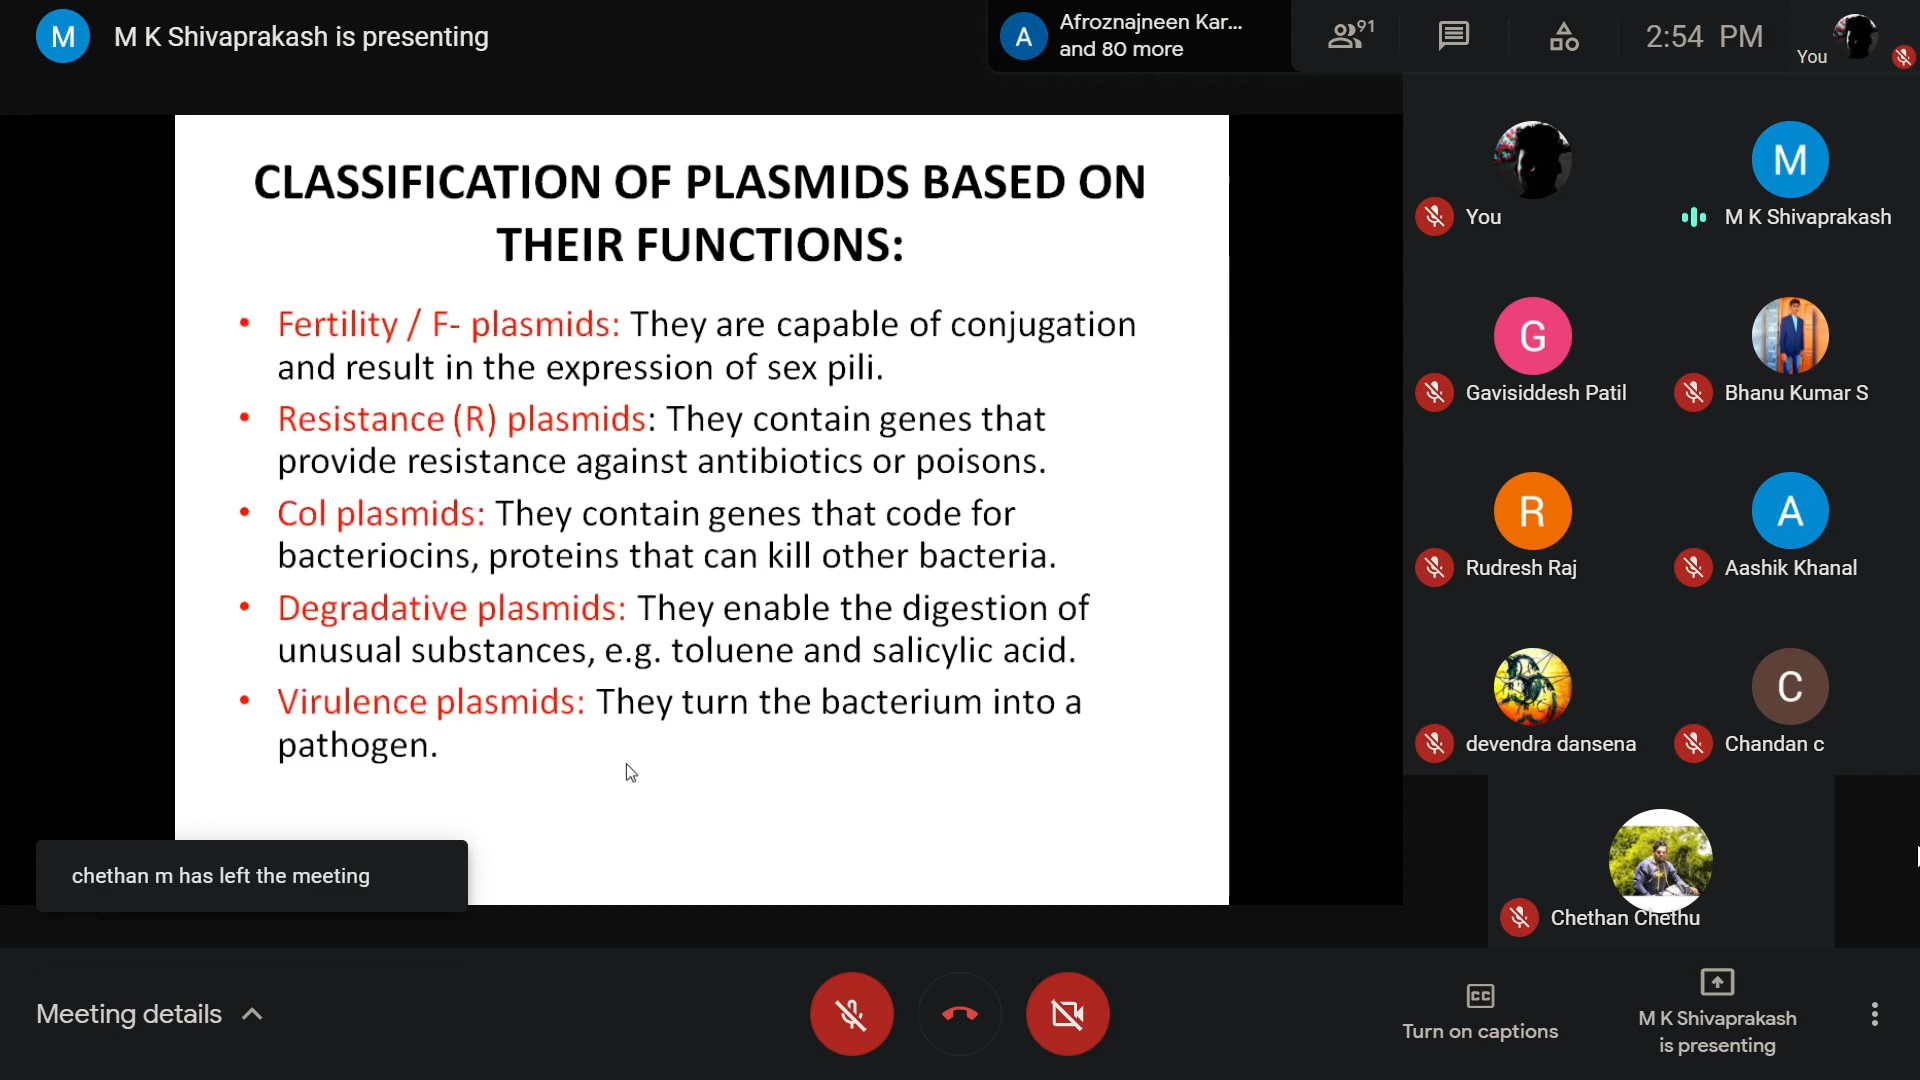 M
M K Shivaprakash is presenting
A
Afroznajneen Kar...
and 80 more
91
2:54 PM
You
CLASSIFICATION OF PLASMIDS BASED ON
THEIR FUNCTIONS:
• Fertility / F- plasmids: They are capable of conjugation
and result in the expression of sex pili.
• Resistance (R) plasmids: They contain genes that
provide resistance against antibiotics or poisons.
• Col plasmids: They contain genes that code for
bacteriocins, proteins that can kill other bacteria.
• Degradative plasmids: They enable the digestion of
unusual substances, e.g. toluene and salicylic acid.
• Virulence plasmids: They turn the bacterium into a
pathogen.
chethan m has left the meeting
You
M
M K Shivaprakash
G
Gavisiddesh Patil
Bhanu Kumar S
R
Rudresh Raj
A
Aashik Khanal
devendra dansena
C
Chandan c
Chethan Chethu
Meeting details
CC
Turn on captions
M K Shivaprakash
is presenting